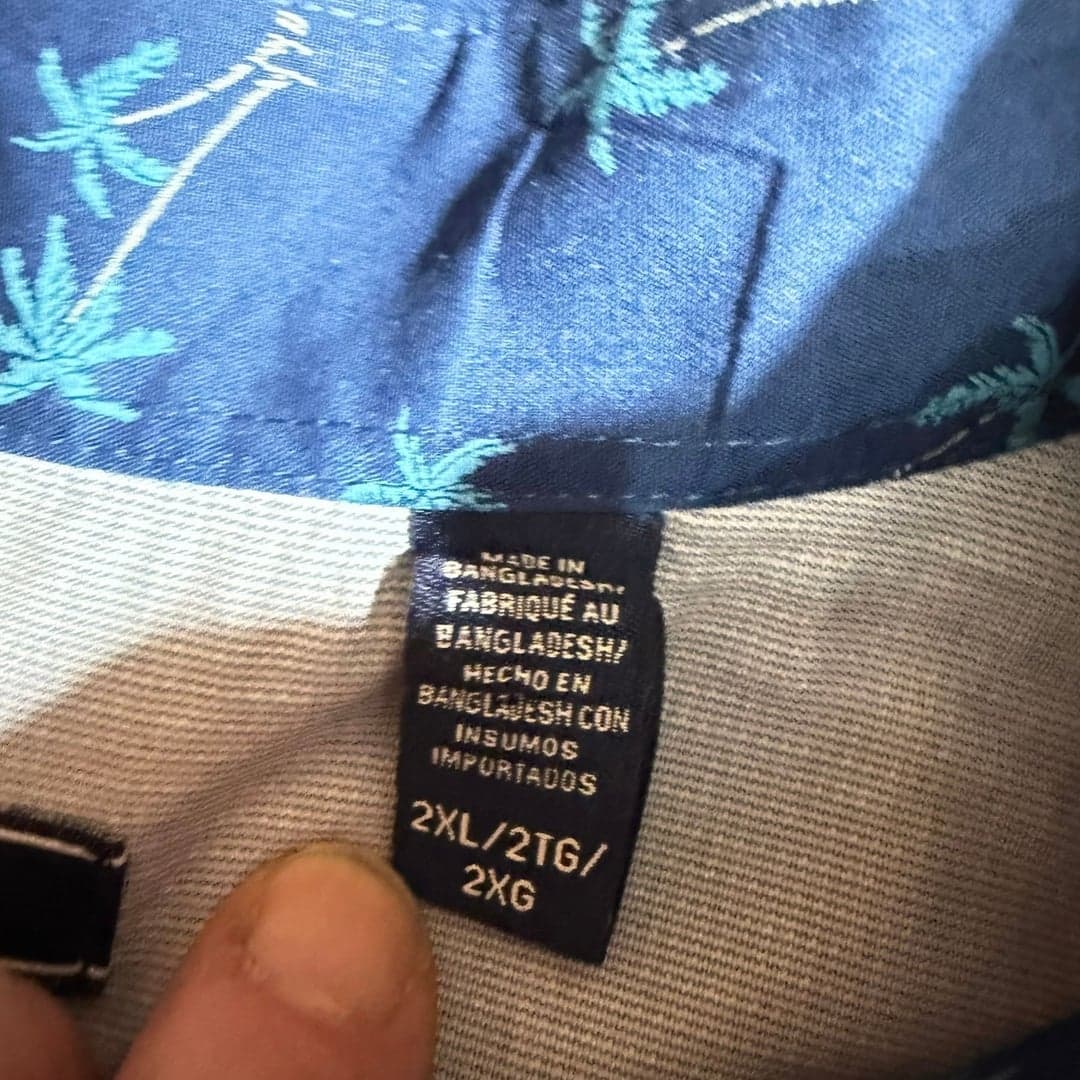 MADE IN
BANGLADESH/
FABRIQUÉ AU
BANGLADESH/
HECHO EN
BANGLADESH CON
INSUMOS
IMPORTADOS
2XL/2TG/
2XG